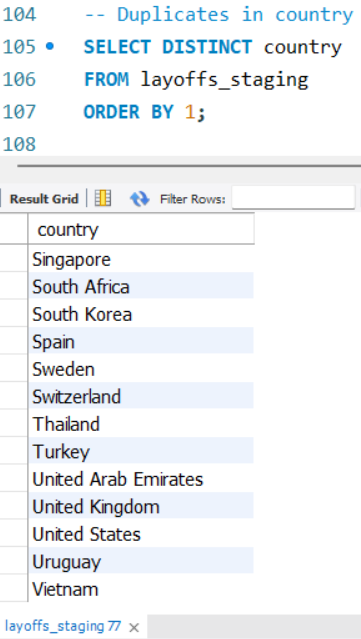 104 -- Duplicates in country
105 SELECT DISTINCT country
106 FROM layoffs_staging
107 ORDER BY 1;
108
Result Grid Filter Rows:
country
Singapore
South Africa
South Korea
Spain
Sweden
Switzerland
Thailand
Turkey
United Arab Emirates
United Kingdom
United States
Uruguay
Vietnam
layoffs_staging 77 ×